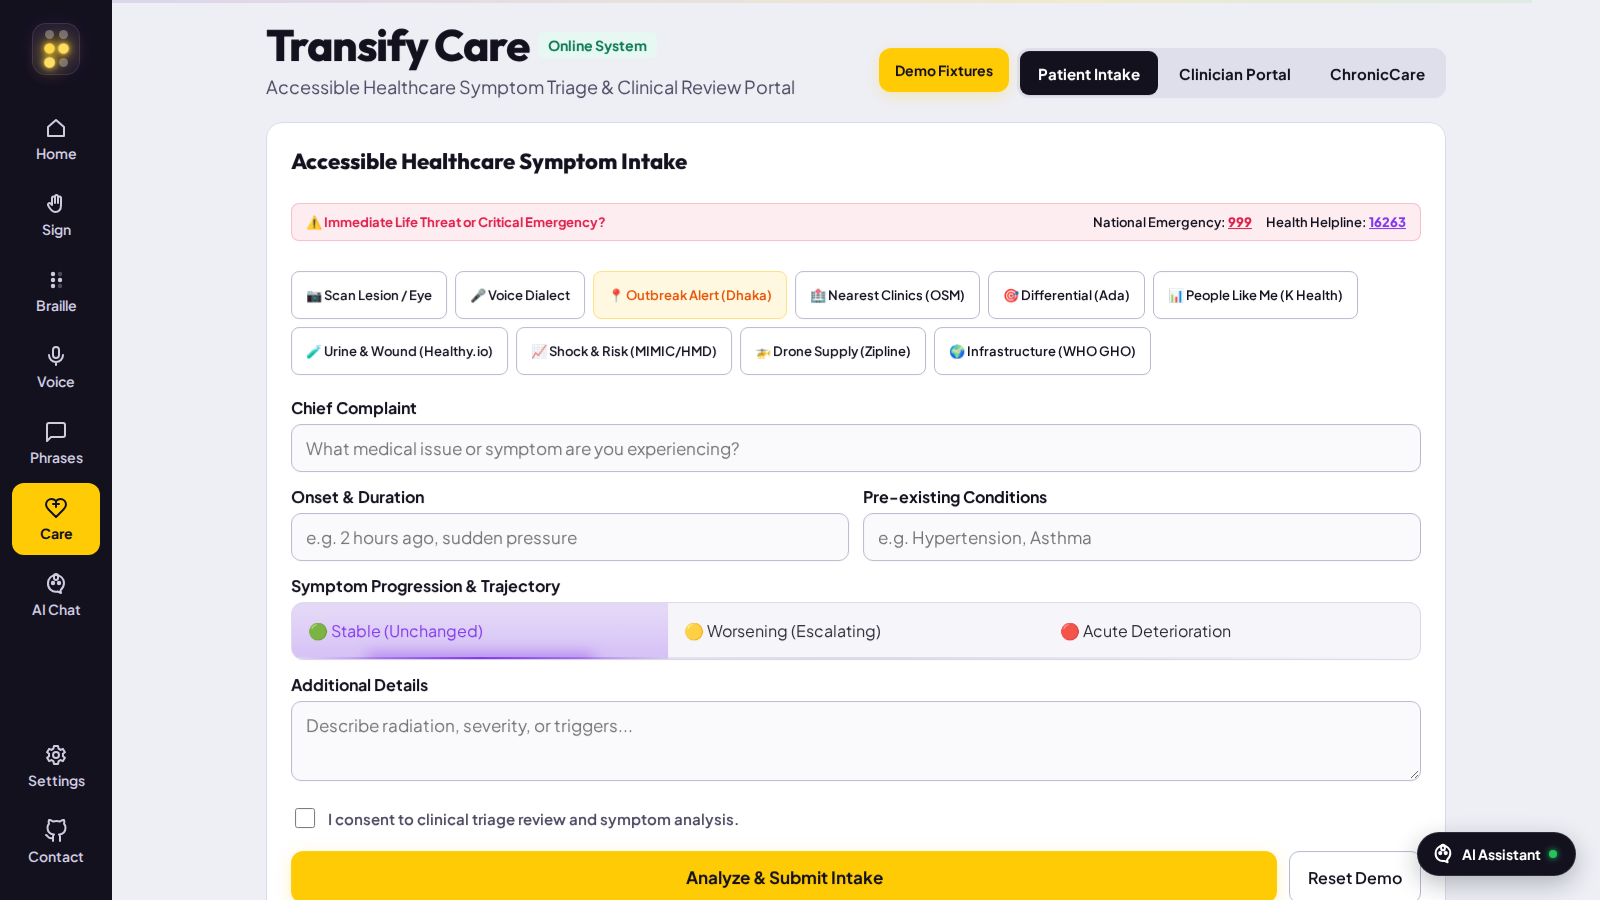 Home
Sign
Braille
Voice
Phrases
Care
AI Chat
Settings
Contact
Transify Care
Online System
Accessible Healthcare Symptom Triage & Clinical Review Portal
Demo Fixtures
Patient Intake
Clinician Portal
ChronicCare
Accessible Healthcare Symptom Intake
⚠️ Immediate Life Threat or Critical Emergency?
National Emergency: 999
Health Helpline: 16263
📷 Scan Lesion / Eye
🎤 Voice Dialect
📍 Outbreak Alert (Dhaka)
🏥 Nearest Clinics (OSM)
🎯 Differential (Ada)
📊 People Like Me (K Health)
🧪 Urine & Wound (Healthy.io)
📈 Shock & Risk (MIMIC/HMD)
🚁 Drone Supply (Zipline)
🌍 Infrastructure (WHO GHO)
Chief Complaint
What medical issue or symptom are you experiencing?
Onset & Duration
e.g. 2 hours ago, sudden pressure
Pre-existing Conditions
e.g. Hypertension, Asthma
Symptom Progression & Trajectory
🟢 Stable (Unchanged)
🟡 Worsening (Escalating)
🔴 Acute Deterioration
Additional Details
Describe radiation, severity, or triggers...
I consent to clinical triage review and symptom analysis.
Analyze & Submit Intake
Reset Demo
AI Assistant